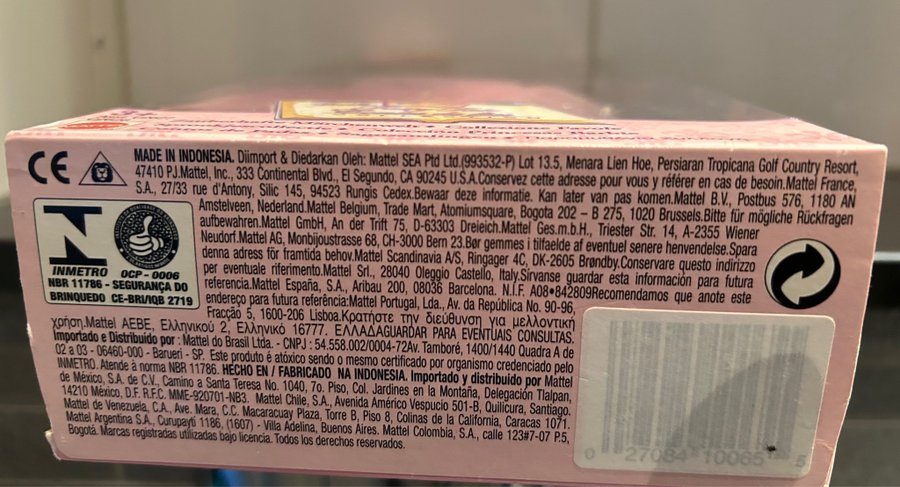 CE
MADE IN INDONESIA. Diimport & Diedarkan Oleh: Mattel SEA Ptd Ltd.(993532-P) Lot 13.5, Menara Lien Hoe, Persiaran Tropicana Golf Country Resort,
47410 PJ.Mattel, Inc., 333 Continental Blvd., El Segundo, CA 90245 U.S.A.Conservez cette adresse pour vous y référer en cas de besoin.Mattel France,
S.A., 27/33 rue d'Antony, Silic 145, 94523 Rungis Cedex.Bewaar deze informatie. Kan later van pas komen.Mattel B.V., Postbus 576, 1180 AN
Amstelveen, Nederland.Mattel Belgium, Trade Mart, Atomiumsquare, Bogota 202 – B 275, 1020 Brussels.Bitte für mögliche Rückfragen
aufbewahren.Mattel GmbH, An der Trift 75, D-63303 Dreieich.Mattel Ges.m.b.H., Triester Str. 14, A-2355 Wiener
Neudorf.Mattel AG, Monbijoustrasse 68, CH-3000 Bern 23.Bør gemmes i tilfaelde af eventuel senere henvendelse.Spara
denna adress för framtida behov.Mattel Scandinavia A/S, Ringager 4C, DK-2605 Brøndby.Conservare questo indirizzo
per eventuale riferimento.Mattel Srl., 28040 Oleggio Castello, Italy.Sírvanse guardar esta información para futura
referencia.Mattel España, S.A., Aribau 200, 08036 Barcelona. N.I.F. A08•842809Recomendamos que anote este
endereço para futura referência:Mattel Portugal, Lda., Av. da República No. 90-96,
Fracção 5, 1600-206 Lisboa.Κρατήστε την διεύθυνση για μελλοντική
χρήση.Mattel AEBE, Ελληνικού 2, Ελληνικό 16777. ΕΛΛΑΔΑGUARDAR PARA EVENTUAIS CONSULTAS.
Importado e Distribuido por : Mattel do Brasil Ltda. - CNPJ : 54.558.002/0004-72Av. Tamboré, 1400/1440 Quadra A de
02 a 03 - 06460-000 - Barueri - SP. Este produto é atóxico sendo o mesmo certificado por organismo credenciado pelo
INMETRO. Atende à norma NBR 11786. HECHO EN / FABRICADO NA INDONESIA. Importado y distribuido por Mattel
de México, S.A. de C.V., Camino a Santa Teresa No. 1040, 7o. Piso, Col. Jardines en la Montaña, Delegación Tlalpan,
14210 México, D.F. R.F.C. MME-920701-NB3. Mattel Chile, S.A., Avenida Américo Vespucio 501-B, Quilicura, Santiago.
Mattel de Venezuela, C.A., Ave. Mara, C.C. Macaracuay Plaza, Torre B, Piso 8, Colinas de la California, Caracas 1071.
Mattel Argentina S.A., Curupaytí 1186, (1607) - Villa Adelina, Buenos Aires. Mattel Colombia, S.A., calle 123#7-07 P.5,
Bogotá. Marcas registradas utilizadas bajo licencia. Todos los derechos reservados.
INMETRO OCP - 0006
NBR 11786 - SEGURANÇA DO
BRINQUEDO CE-BRI/IQB 2719
0 27084 10065 5